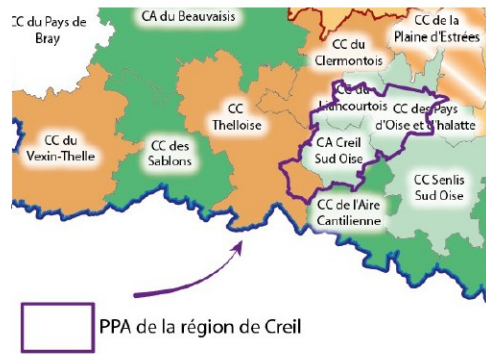 CC du Pays de
Bray
CA du Beauvaisis
CC de la
Plaine d'Estrées
CC du
Clermontois
CC du
Liancourtois
CC
Thelloise
CC des Pays
d'Oise et d'halatte
CC du
Vexin-Thelle
CC des
Sablons
CA Creil
Sud Oise
CC Senlis
Sud Oise
CC de l'Aire
Cantilienne
PPA de la région de Creil